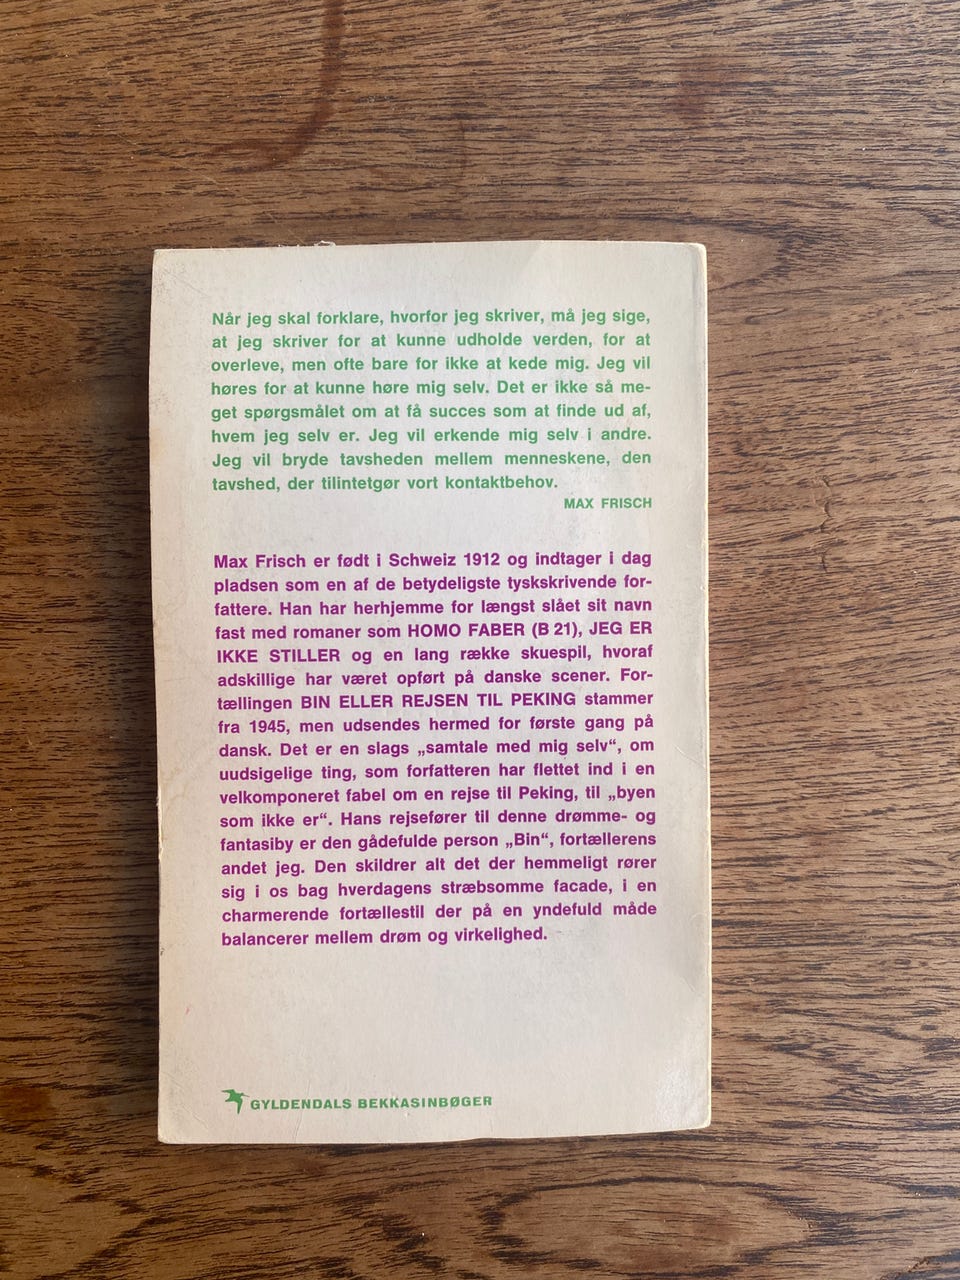 Når jeg skal forklare, hvorfor jeg skriver, må jeg sige,
at jeg skriver for at kunne udholde verden, for at
overleve, men ofte bare for ikke at kede mig. Jeg vil
høres for at kunne høre mig selv. Det er ikke så me-
get spørgsmålet om at få succes som at finde ud af,
hvem jeg selv er. Jeg vil erkende mig selv i andre.
Jeg vil bryde tavsheden mellem menneskene, den
tavshed, der tilintetgør vort kontaktbehov.
MAX FRISCH
Max Frisch er født i Schweiz 1912 og indtager i dag
pladsen som en af de betydeligste tyskskrivende for-
fattere. Han har herhjemme for længst slået sit navn
fast med romaner som HOMO FABER (B 21), JEG ER
IKKE STILLER og en lang række skuespil, hvoraf
adskillige har været opført på danske scener. For-
tællingen BIN ELLER REJSEN TIL PEKING stammer
fra 1945, men udsendes hermed for første gang på
dansk. Det er en slags „samtale med mig selv“, om
uudsigelige ting, som forfatteren har flettet ind i en
velkomponeret fabel om en rejse til Peking, til „byen
som ikke er“. Hans rejsefører til denne drømme- og
fantasiby er den gådefulde person „Bin“, fortællerens
andet jeg. Den skildrer alt det der hemmeligt rører
sig i os bag hverdagens stræbsomme facade, i en
charmerende fortællestil der på en yndefuld måde
balancerer mellem drøm og virkelighed.
GYLDENDALS BEKKASINBØGER